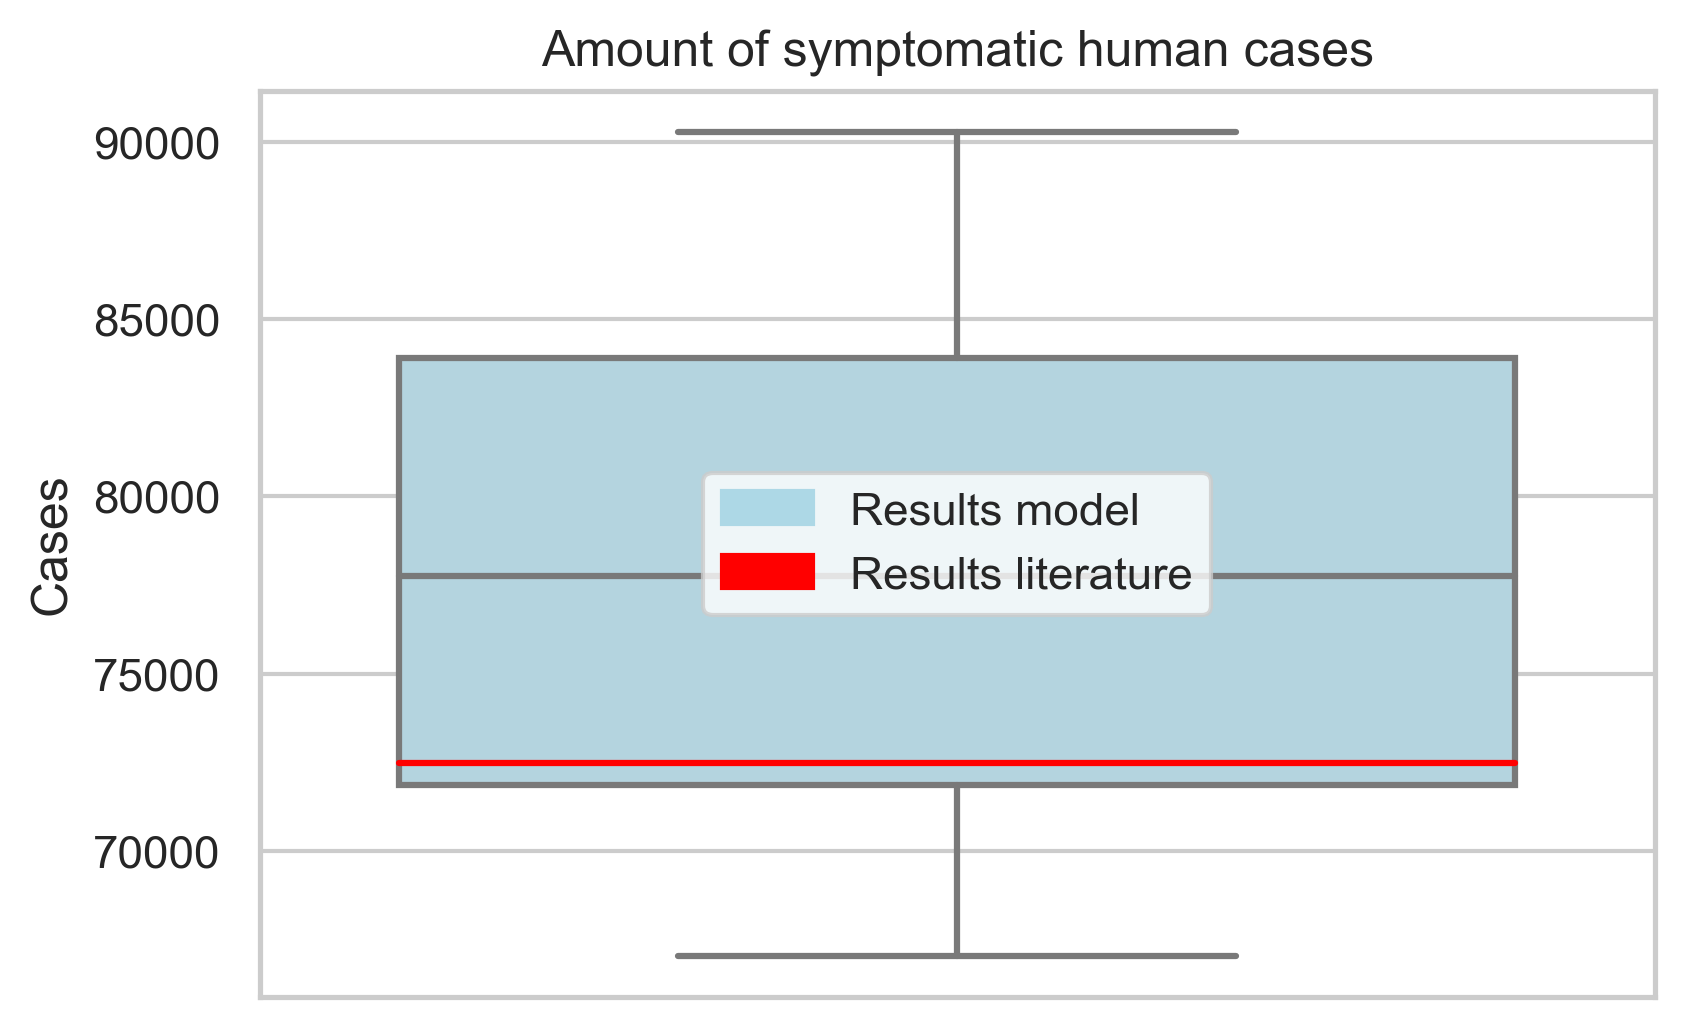 Amount of symptomatic human cases
90000
85000
80000
75000
70000
Cases
Results model
Results literature